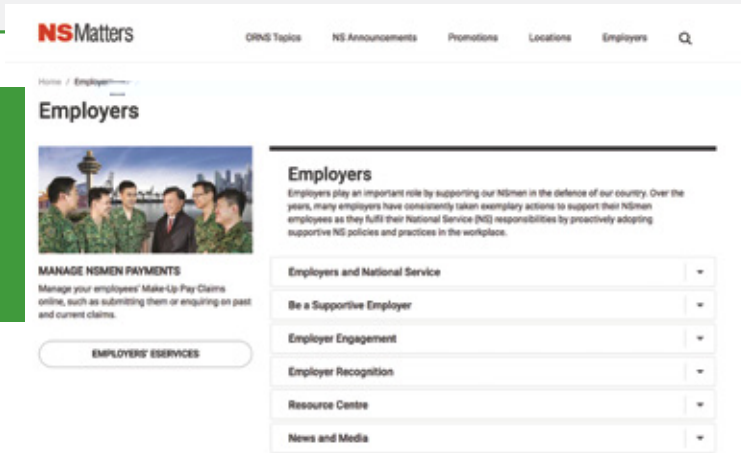 NSMatters
ORNS Topics NS Announcements Promotions Locations Employers
Home / Employers
Employers
Employers
Employers play an important role by supporting our NSmen in the defence of our country. Over the
years, many employers have consistently taken exemplary actions to support their NSmen
employees as they fulfil their National Service (NS) responsibilities by proactively adopting
supportive NS policies and practices in the workplace.
MANAGE NSMEN PAYMENTS
Manage your employees' Make-Up Pay Claims
online, such as submitting them or enquiring on past
and current claims.
EMPLOYERS' ESERVICES
Employers and National Service
Be a Supportive Employer
Employer Engagement
Employer Recognition
Resource Centre
News and Media